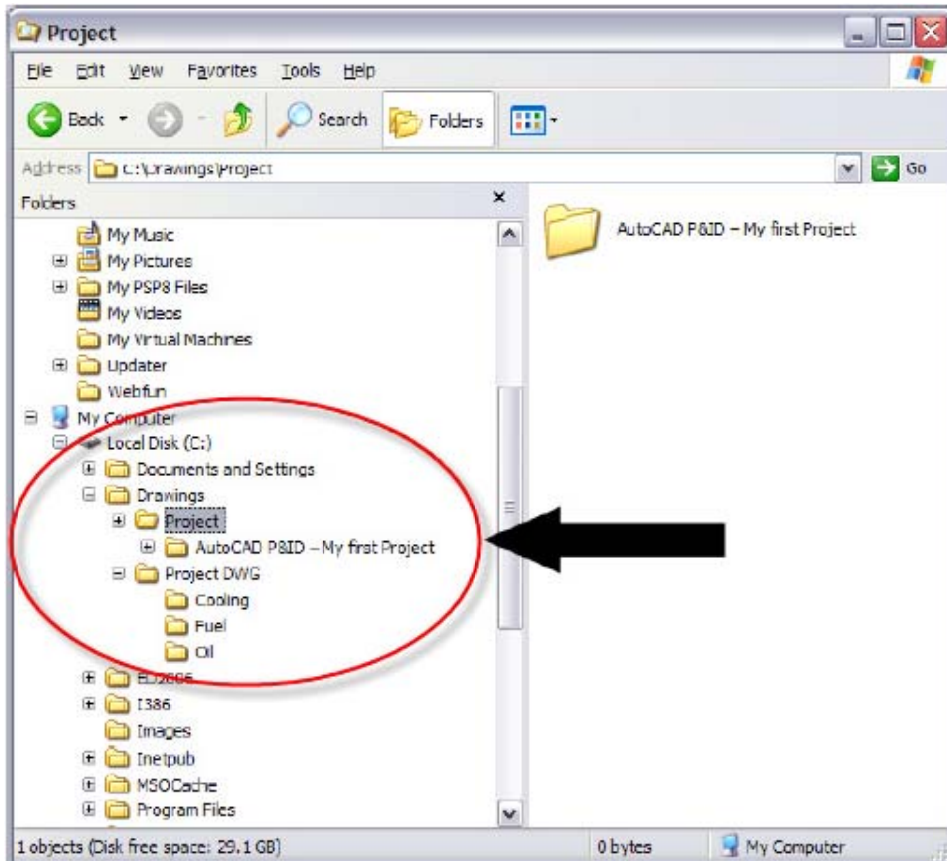 Project
File Edit View Favorites Tools Help
Back Search Folders
Address C:\Drawings\Project Go
Folders
My Music
My Pictures
My PSP8 Files
My Videos
My Virtual Machines
Updater
Webfun
My Computer
Local Disk (C:)
Documents and Settings
Drawings
Project
AutoCAD P&ID – My first Project
Project DWG
Cooling
Fuel
Oil
I386
Images
Inetpub
MSOCache
Program Files
AutoCAD P&ID – My first Project
1 objects (Disk free space: 29.1 GB) 0 bytes My Computer